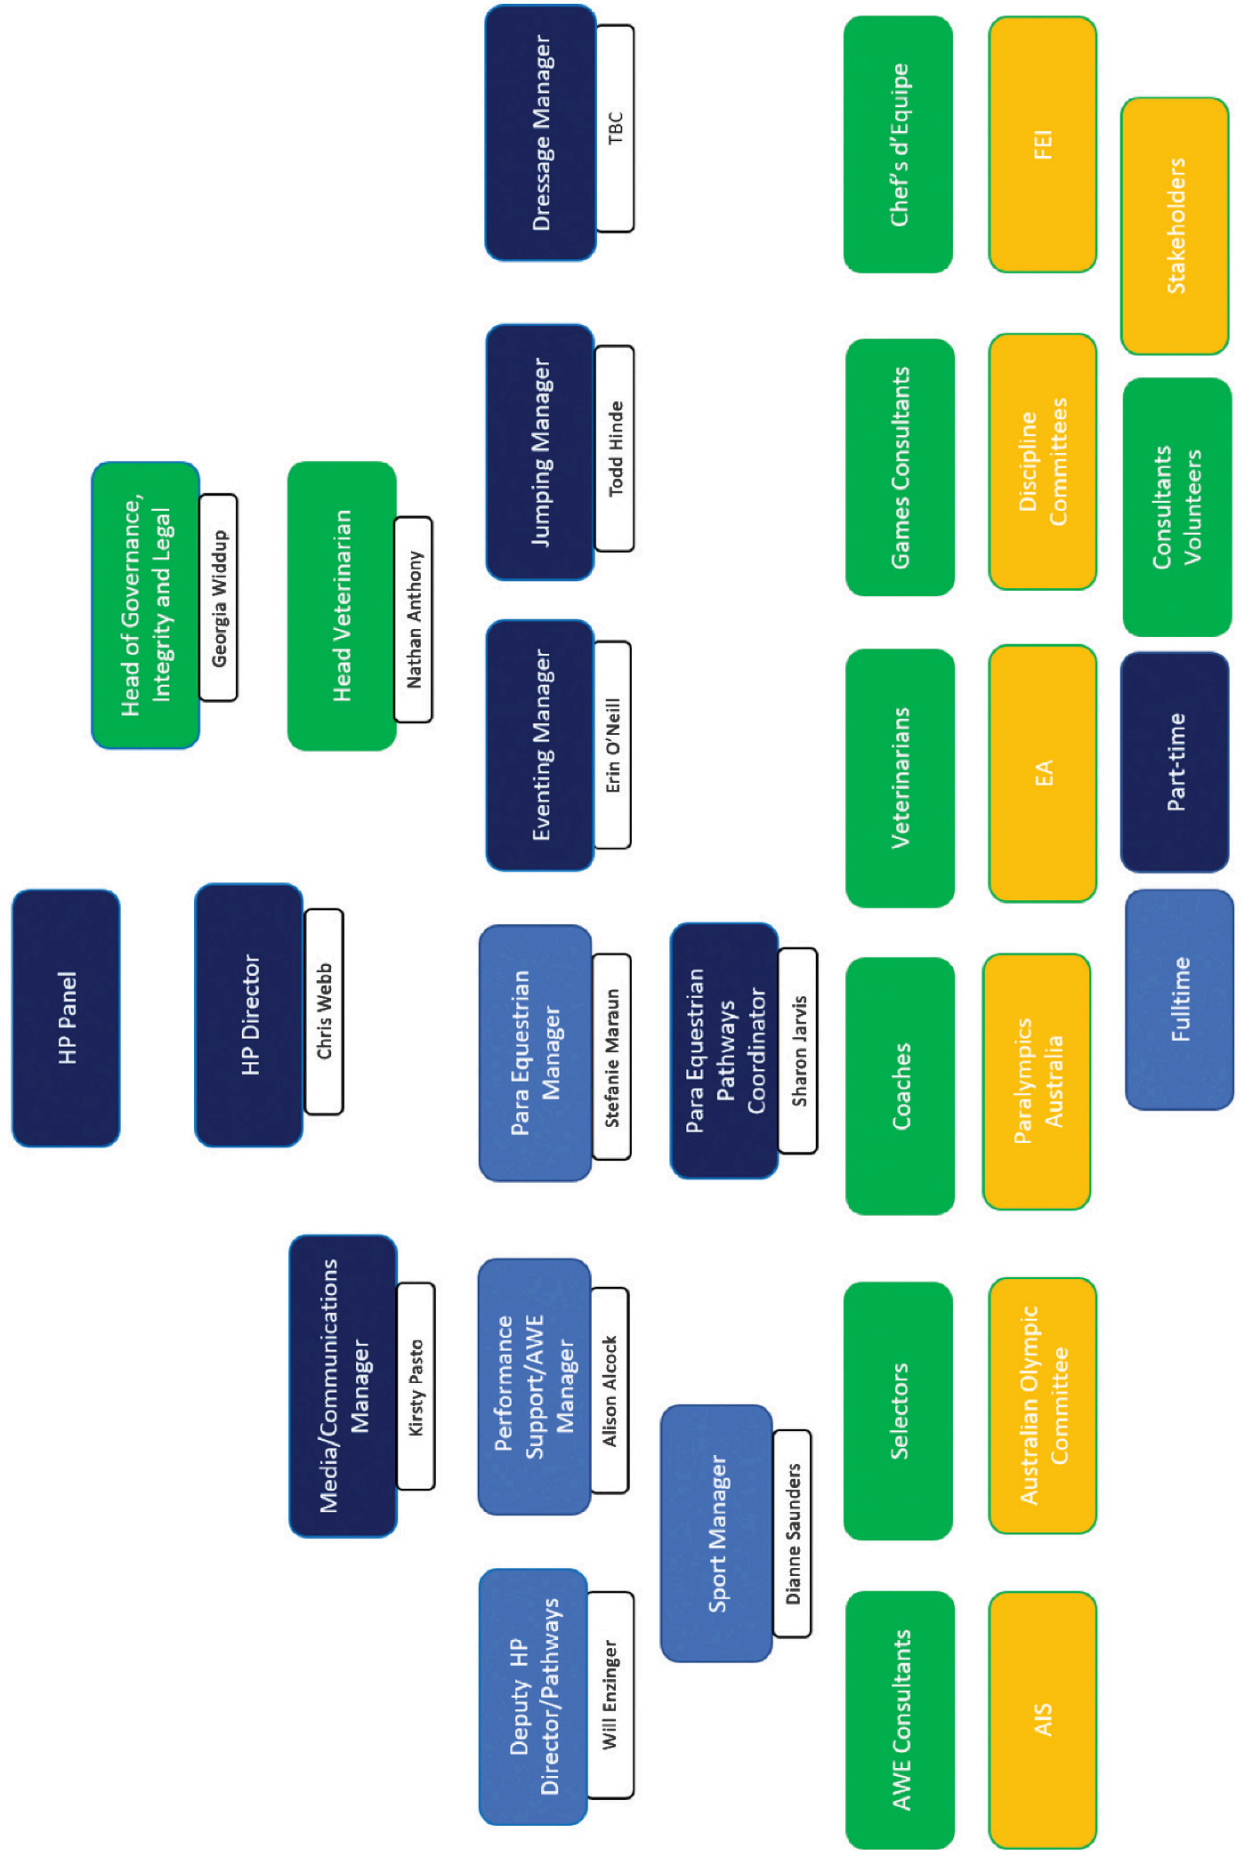 HP Panel
Head of Governance,
Integrity and Legal
Georgia Widdup
HP Director
Chris Webb
Media/Communications
Manager
Kirsty Pasto
Head Veterinarian
Nathan Anthony
Deputy HP
Director/Pathways
Will Enzinger
Performance
Support/AWE
Manager
Alison Alcock
Para Equestrian
Manager
Stefanie Maraun
Eventing Manager
Erin O'Neill
Jumping Manager
Todd Hinde
Dressage Manager
TBC
Sport Manager
Dianne Saunders
Para Equestrian
Pathways
Coordinator
Sharon Jarvis
AWE Consultants
Selectors
Coaches
Veterinarians
Games Consultants
Chef's d'Equipe
AIS
Australian Olympic
Committee
Paralympics
Australia
EA
Discipline
Committees
FEI
Fulltime
Part-time
Consultants
Volunteers
Stakeholders